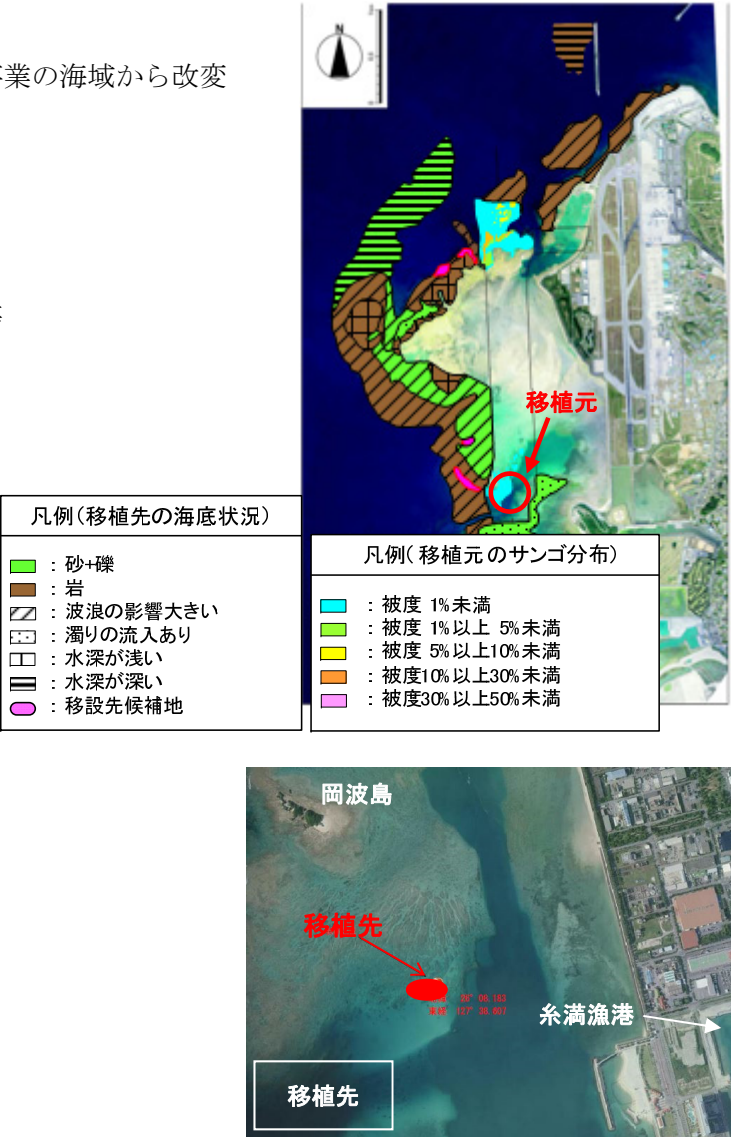 業の海域から改変
N
移植元
凡例(移植先の海底状況)
：砂+礫
：岩
：波浪の影響大きい
：濁りの流入あり
：水深が浅い
：水深が深い
：移設先候補地
凡例(移植元のサンゴ分布)
：被度 1%未満
：被度 1%以上 5%未満
：被度 5%以上10%未満
：被度10%以上30%未満
：被度30%以上50%未満
岡波島
移植先
糸満漁港
移植先